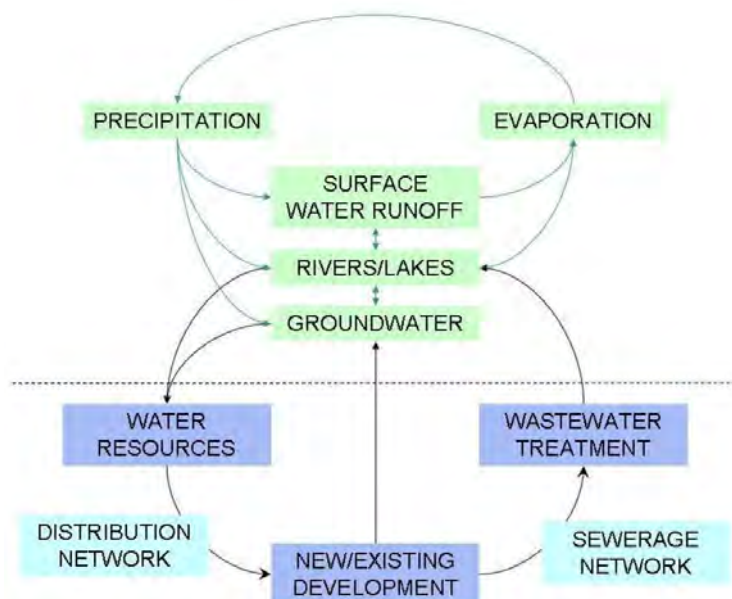 PRECIPITATION
EVAPORATION
SURFACE
WATER RUNOFF
RIVERS/LAKES
GROUNDWATER
WATER
RESOURCES
WASTEWATER
TREATMENT
DISTRIBUTION
NETWORK
NEW/EXISTING
DEVELOPMENT
SEWERAGE
NETWORK